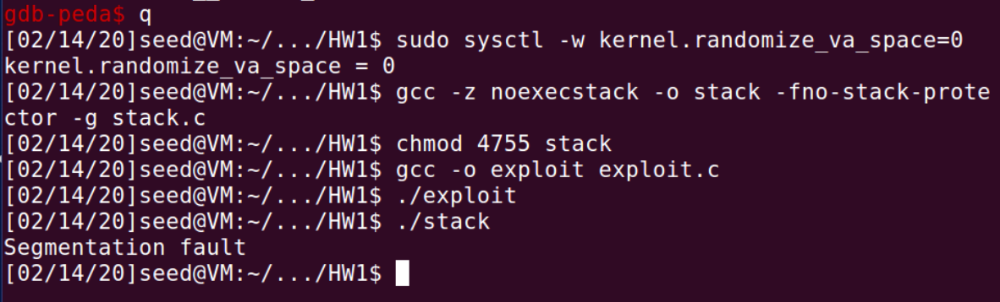 gdb-peda$ q
[02/14/20]seed@VM:~/.../HW1$ sudo sysctl -w kernel.randomize_va_space=0
kernel.randomize_va_space = 0
[02/14/20]seed@VM:~/.../HW1$ gcc -z noexecstack -o stack -fno-stack-prote
ctor -g stack.c
[02/14/20]seed@VM:~/.../HW1$ chmod 4755 stack
[02/14/20]seed@VM:~/.../HW1$ gcc -o exploit exploit.c
[02/14/20]seed@VM:~/.../HW1$ ./exploit
[02/14/20]seed@VM:~/.../HW1$ ./stack
Segmentation fault
[02/14/20]seed@VM:~/.../HW1$